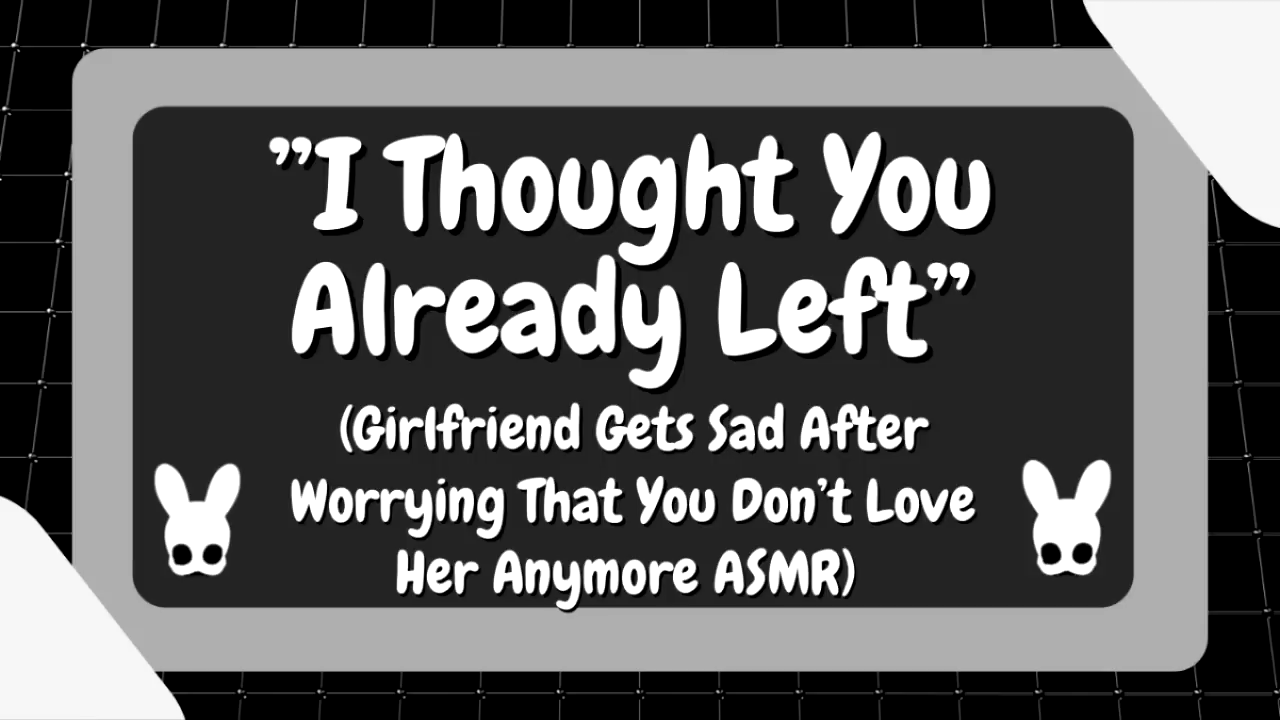 ”I Thought You
Already Left”
(Girlfriend Gets Sad After
Worrying That You Don’t Love
Her Anymore ASMR)